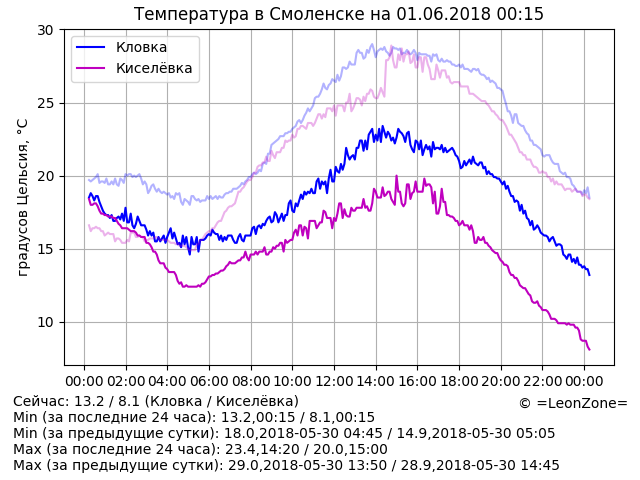 Температура в Смоленске на 01.06.2018 00:15
градусов Цельсия, °C
30
25
20
15
10
Кловка
Киселёвка
00:00 02:00 04:00 06:00 08:00 10:00 12:00 14:00 16:00 18:00 20:00 22:00 00:00
Сейчас: 13.2 / 8.1 (Кловка / Киселёвка)
© =LeonZone=
Min (за последние 24 часа): 13.2,00:15 / 8.1,00:15
Min (за предыдущие сутки): 18.0,2018-05-30 04:45 / 14.9,2018-05-30 05:05
Max (за последние 24 часа): 23.4,14:20 / 20.0,15:00
Max (за предыдущие сутки): 29.0,2018-05-30 13:50 / 28.9,2018-05-30 14:45